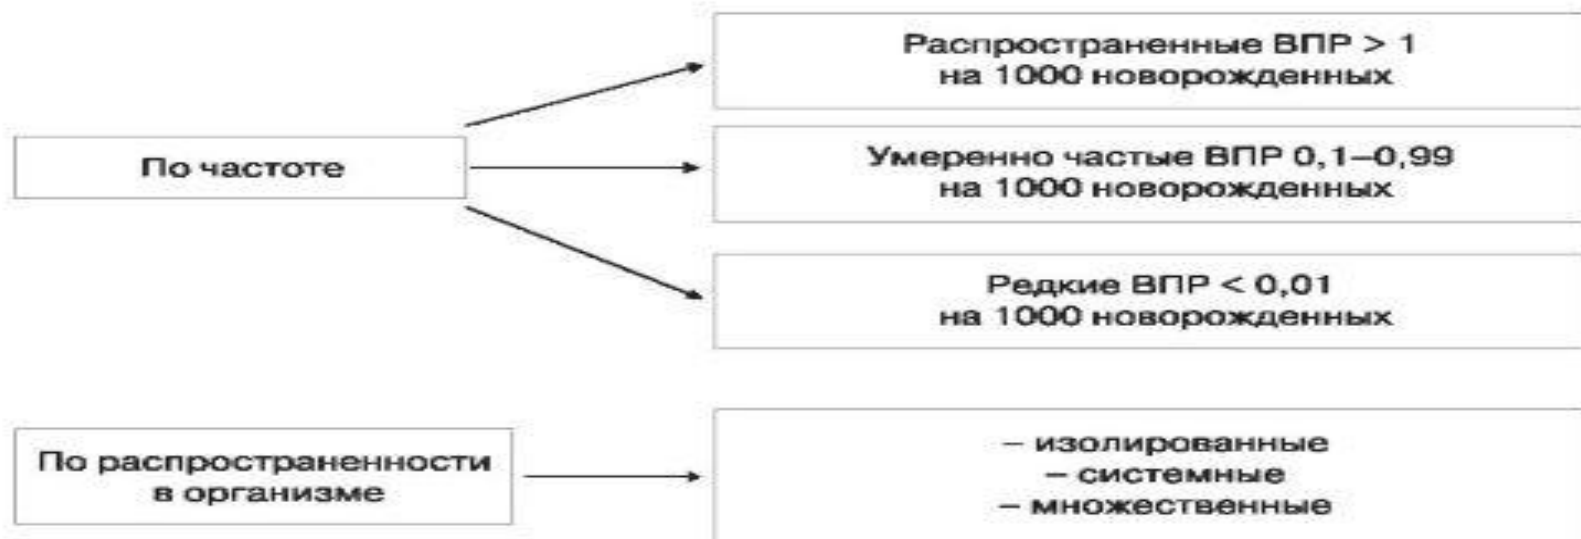 По частоте
Распространенные ВПР > 1
на 1000 новорожденных
Умеренно частые ВПР 0,1–0,99
на 1000 новорожденных
Редкие ВПР < 0,01
на 1000 новорожденных
По распространенности
в организме
– изолированные
– системные
– множественные